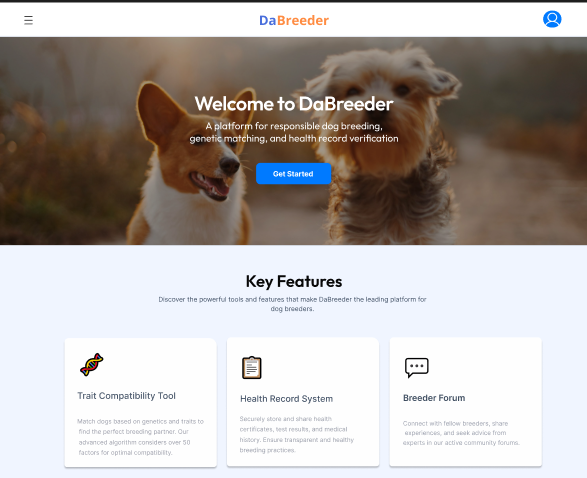 DaBreeder
Welcome to DaBreeder
A platform for responsible dog breeding,
genetic matching, and health record verification
Get Started
Key Features
Discover the powerful tools and features that make DaBreeder the leading platform for
dog breeders.
Trait Compatibility Tool
Match dogs based on genetics and traits to
find the perfect breeding partner. Our
advanced algorithm considers over 50
factors for optimal compatibility.
Health Record System
Securely store and share health
certificates, test results, and medical
history. Ensure transparent and healthy
breeding practices.
Breeder Forum
Connect with fellow breeders, share
experiences, and seek advice from
experts in our active community forums.